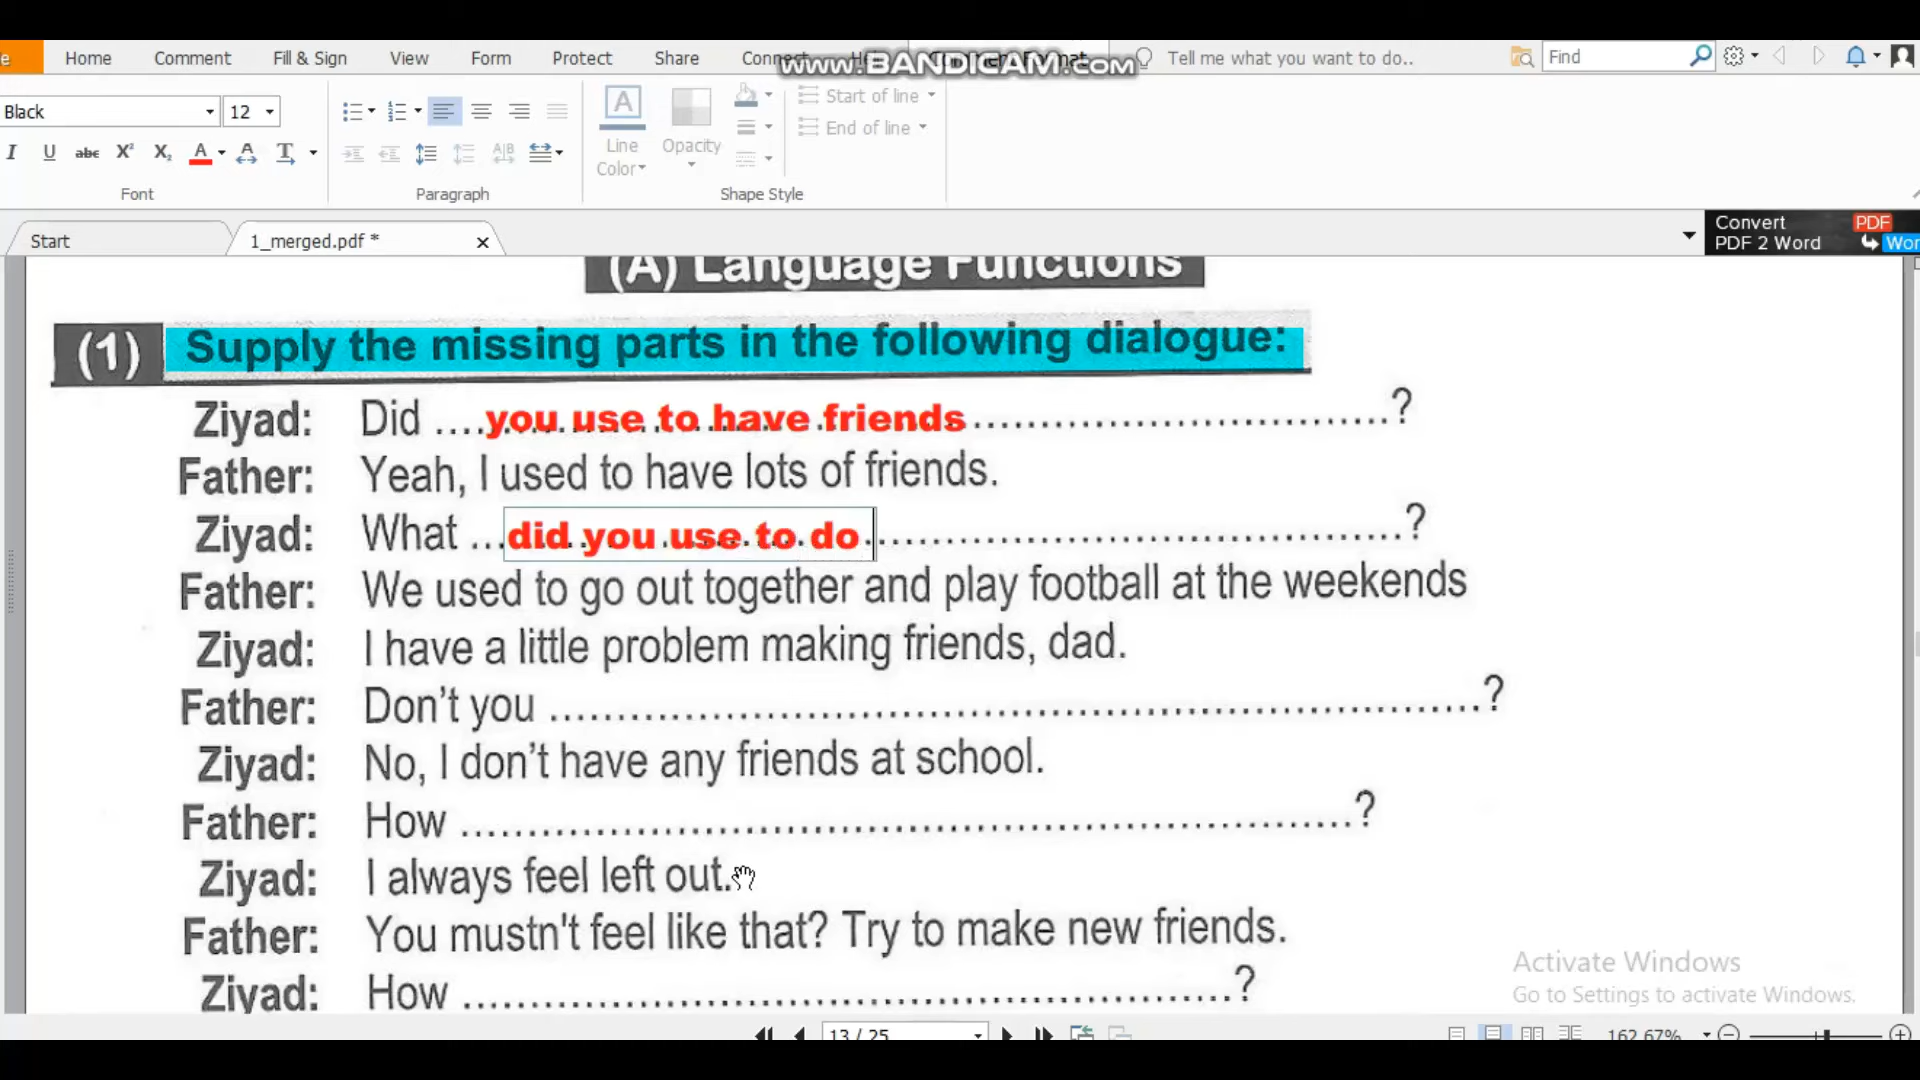 Home Comment Fill & Sign View Form Protect Share Tell me what you want to do.. Find
www.BANDICAM.com
Black 12
Start of line
End of line
Line Color Opacity
Font Paragraph Shape Style
Start 1_merged.pdf *
Convert PDF
PDF 2 Word
(A) Language Functions
(1) Supply the missing parts in the following dialogue:
Ziyad: Did ....you use to have friends..............................?
Father: Yeah, I used to have lots of friends.
Ziyad: What ...did you use to do......................................?
Father: We used to go out together and play football at the weekends
Ziyad: I have a little problem making friends, dad.
Father: Don't you ......................................................................?
Ziyad: No, I don't have any friends at school.
Father: How ..................................................................?
Ziyad: I always feel left out.
Father: You mustn't feel like that? Try to make new friends.
Ziyad: How .........................................................?
Activate Windows
Go to Settings to activate Windows.
13 / 25
162.67%